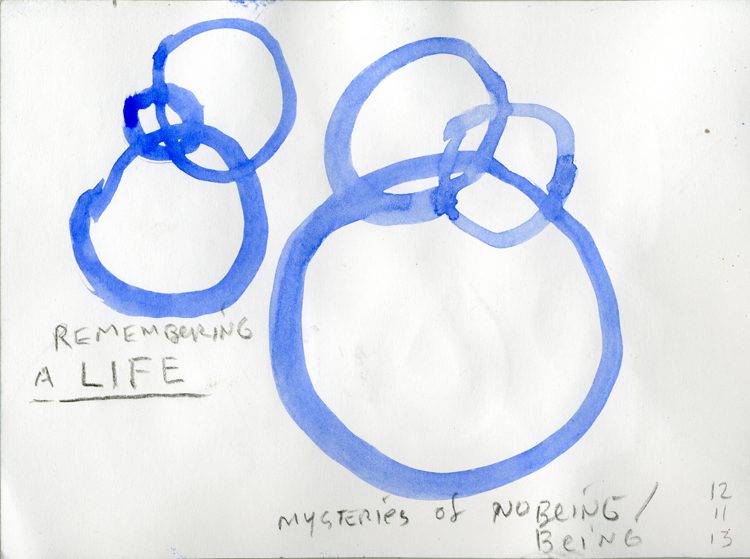 REMEMBERING
A LIFE
MYSTERIES of NOBEING/
BEING
12
11
13